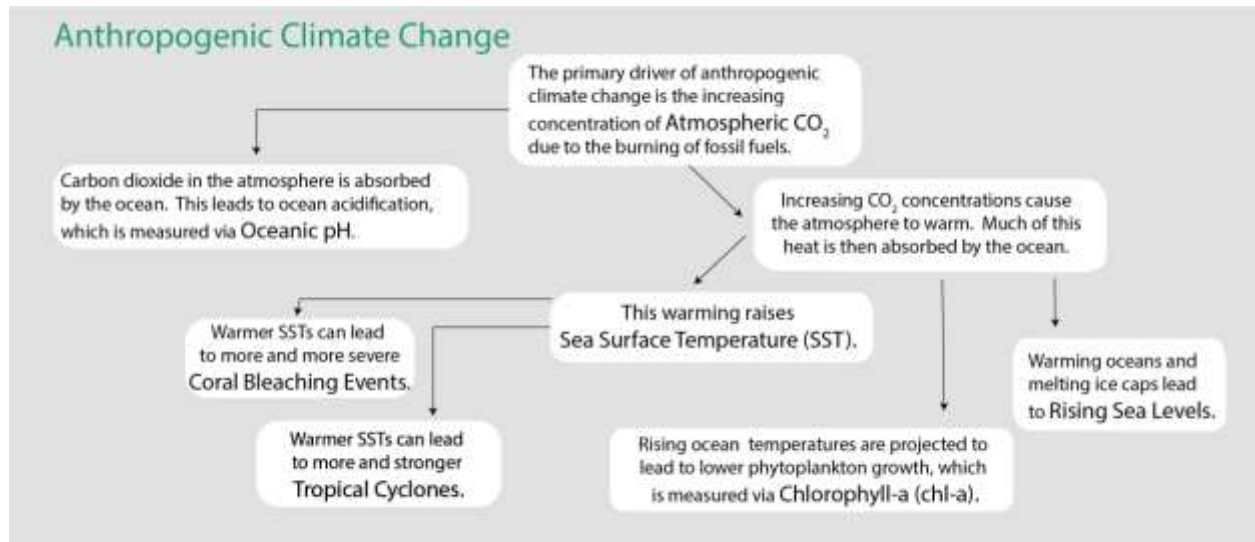 Anthropogenic Climate Change
The primary driver of anthropogenic
climate change is the increasing
concentration of Atmospheric CO₂
due to the burning of fossil fuels.
Carbon dioxide in the atmosphere is absorbed
by the ocean.  This leads to ocean acidification,
which is measured via Oceanic pH.
Increasing CO₂ concentrations cause
the atmosphere to warm.  Much of this
heat is then absorbed by the ocean.
This warming raises
Sea Surface Temperature (SST).
Warmer SSTs can lead
to more and more severe
Coral Bleaching Events.
Warming oceans and
melting ice caps lead
to Rising Sea Levels.
Warmer SSTs can lead
to more and stronger
Tropical Cyclones.
Rising ocean  temperatures are projected to
lead to lower phytoplankton growth, which
is measured via Chlorophyll-a (chl-a).